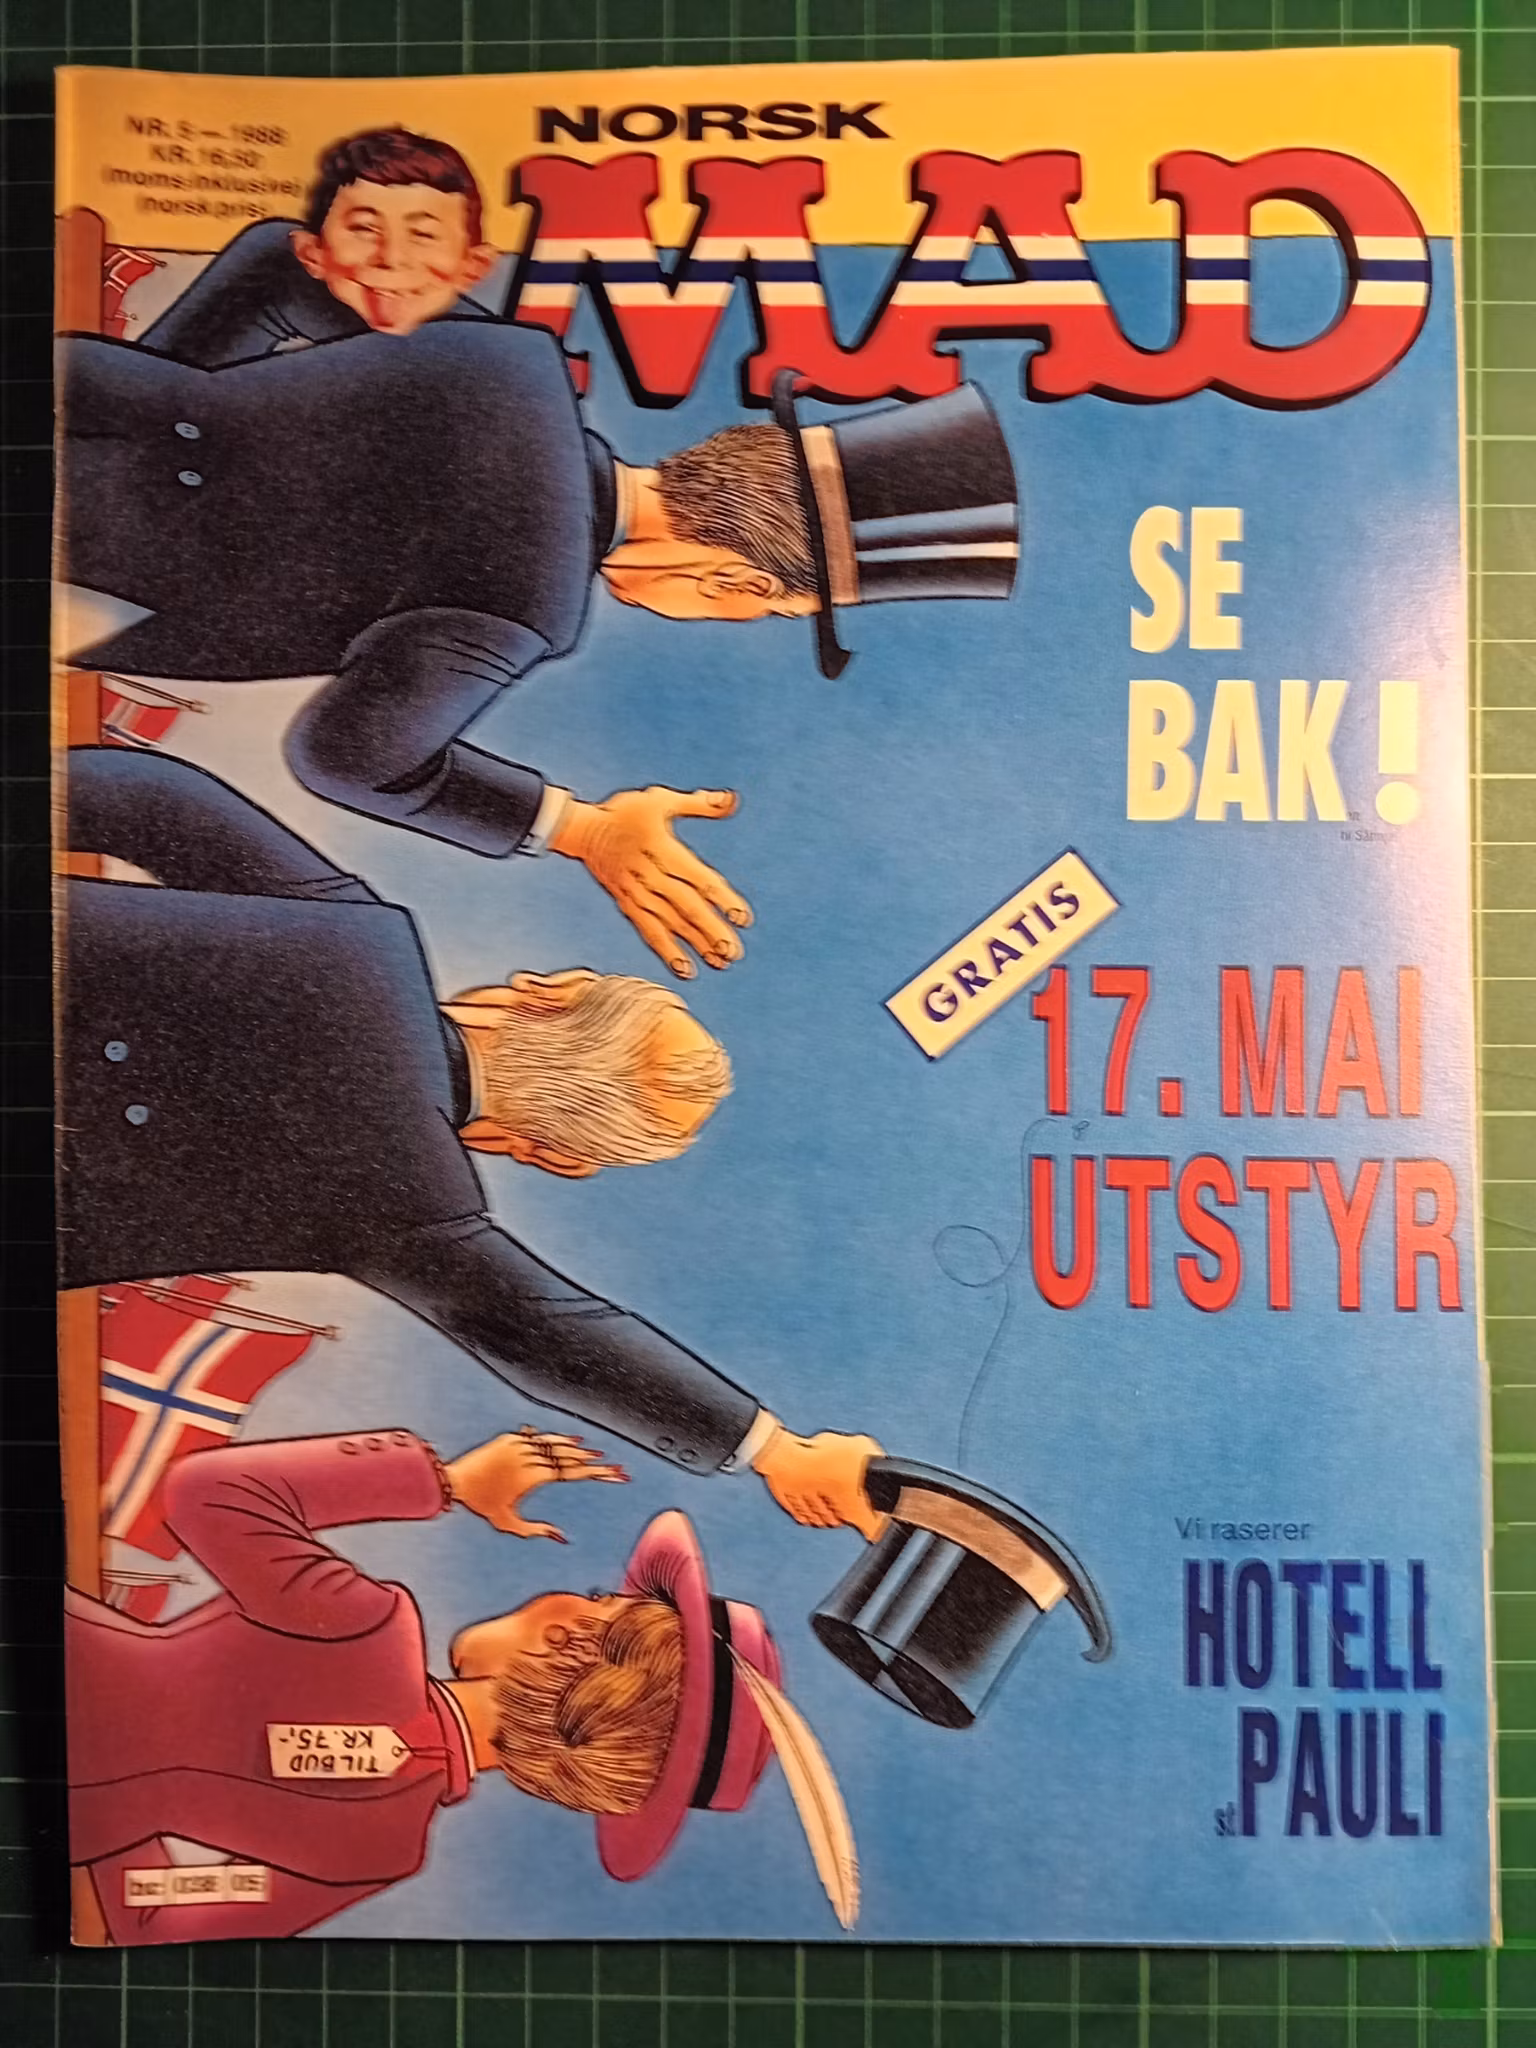 NORSK
MAD
NR. 5 — 1988
KR. 16,50
(moms inklusive)
(norsk pris)
SE
BAK!
GRATIS
17. MAI
UTSTYR
Vi raserer
HOTELL
st. PAULI
TILBUD
KR. 75,-